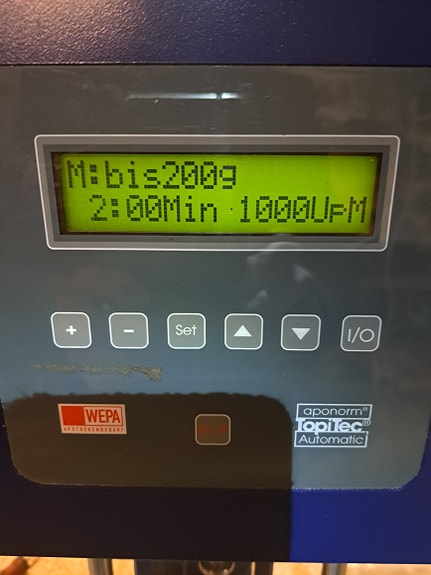 M:bis200g
2:00Min 1000UpM
+ - Set I/O
WEPA
APOTHEKENBEDARF
aponorm®
TopiTec®
Automatic